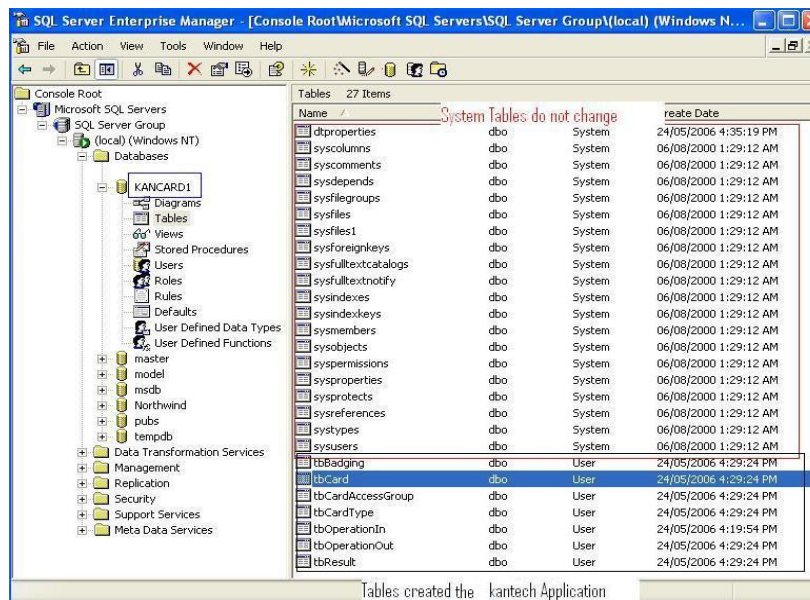 SQL Server Enterprise Manager - [Console Root\Microsoft SQL Servers\SQL Server Group\(local) (Windows N...
File Action View Tools Window Help
Console Root
Microsoft SQL Servers
SQL Server Group
(local) (Windows NT)
Databases
KANCARD1
Diagrams
Tables
Views
Stored Procedures
Users
Roles
Rules
Defaults
User Defined Data Types
User Defined Functions
master
model
msdb
Northwind
pubs
tempdb
Data Transformation Services
Management
Replication
Security
Support Services
Meta Data Services
Tables 27 Items
Name System Tables do not change reate Date
dtproperties dbo System 24/05/2006 4:35:19 PM
syscolumns dbo System 06/08/2000 1:29:12 AM
syscomments dbo System 06/08/2000 1:29:12 AM
sysdepends dbo System 06/08/2000 1:29:12 AM
sysfilegroups dbo System 06/08/2000 1:29:12 AM
sysfiles dbo System 06/08/2000 1:29:12 AM
sysfiles1 dbo System 06/08/2000 1:29:12 AM
sysforeignkeys dbo System 06/08/2000 1:29:12 AM
sysfulltextcatalogs dbo System 06/08/2000 1:29:12 AM
sysfulltextnotify dbo System 06/08/2000 1:29:12 AM
sysindexes dbo System 06/08/2000 1:29:12 AM
sysindexkeys dbo System 06/08/2000 1:29:12 AM
sysmembers dbo System 06/08/2000 1:29:12 AM
sysobjects dbo System 06/08/2000 1:29:12 AM
syspermissions dbo System 06/08/2000 1:29:12 AM
sysproperties dbo System 06/08/2000 1:29:12 AM
sysprotects dbo System 06/08/2000 1:29:12 AM
sysreferences dbo System 06/08/2000 1:29:12 AM
systypes dbo System 06/08/2000 1:29:12 AM
sysusers dbo System 06/08/2000 1:29:12 AM
tbBadging dbo User 24/05/2006 4:29:24 PM
tbCard dbo User 24/05/2006 4:29:24 PM
tbCardAccessGroup dbo User 24/05/2006 4:29:24 PM
tbCardType dbo User 24/05/2006 4:29:24 PM
tbOperationIn dbo User 24/05/2006 4:19:54 PM
tbOperationOut dbo User 24/05/2006 4:29:24 PM
tbResult dbo User 24/05/2006 4:29:24 PM
Tables created the kantech Application